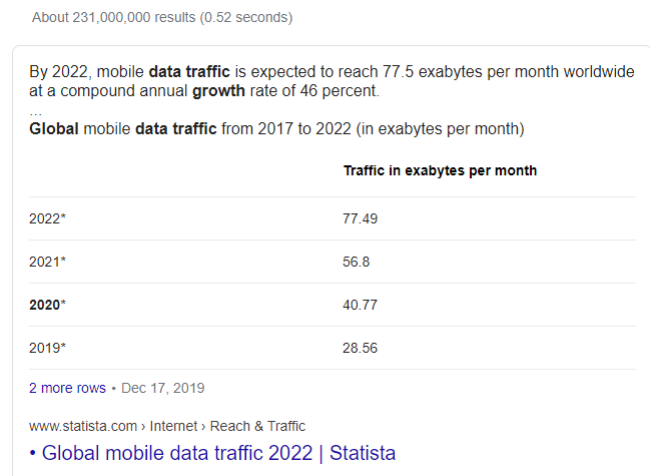 About 231,000,000 results (0.52 seconds)
By 2022, mobile data traffic is expected to reach 77.5 exabytes per month worldwide
at a compound annual growth rate of 46 percent.
...
Global mobile data traffic from 2017 to 2022 (in exabytes per month)
Traffic in exabytes per month
2022* 77.49
2021* 56.8
2020* 40.77
2019* 28.56
2 more rows • Dec 17, 2019
www.statista.com › Internet › Reach & Traffic
• Global mobile data traffic 2022 | Statista